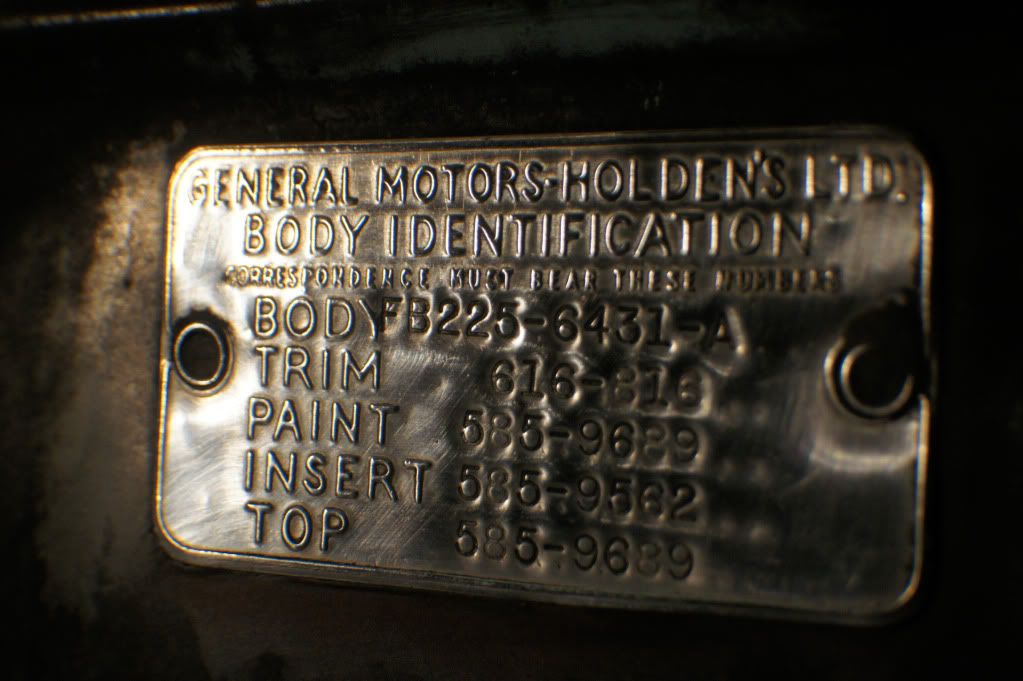 GENERAL MOTORS-HOLDEN'S LTD.
BODY IDENTIFICATION
CORRESPONDENCE MUST BEAR THESE NUMBERS
BODY FB225-6431-A
TRIM 616-816
PAINT 585-9689
INSERT 585-9562
TOP 585-9689